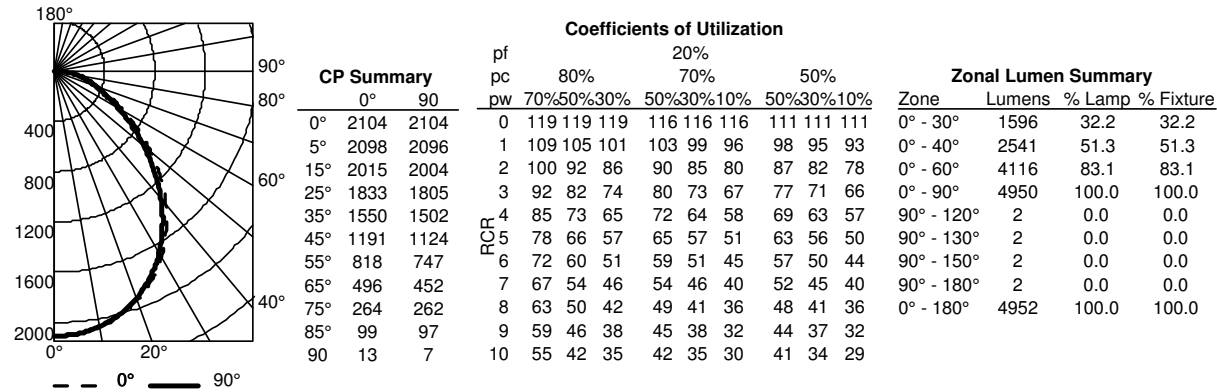 180°
90°
80°
60°
40°
400
800
1200
1600
2000
0° 20°
0° 90°
CP Summary
0° 90
0° 2104 2104
5° 2098 2096
15° 2015 2004
25° 1833 1805
35° 1550 1502
45° 1191 1124
55° 818 747
65° 496 452
75° 264 262
85° 99 97
90 13 7
Coefficients of Utilization
pf 20%
pc 80% 70% 50%
pw 70%50%30% 50%30%10% 50%30%10%
RCR
0 119 119 119 116 116 116 111 111 111
1 109 105 101 103 99 96 98 95 93
2 100 92 86 90 85 80 87 82 78
3 92 82 74 80 73 67 77 71 66
4 85 73 65 72 64 58 69 63 57
5 78 66 57 65 57 51 63 56 50
6 72 60 51 59 51 45 57 50 44
7 67 54 46 54 46 40 52 45 40
8 63 50 42 49 41 36 48 41 36
9 59 46 38 45 38 32 44 37 32
10 55 42 35 42 35 30 41 34 29
Zonal Lumen Summary
Zone Lumens % Lamp % Fixture
0° - 30° 1596 32.2 32.2
0° - 40° 2541 51.3 51.3
0° - 60° 4116 83.1 83.1
0° - 90° 4950 100.0 100.0
90° - 120° 2 0.0 0.0
90° - 130° 2 0.0 0.0
90° - 150° 2 0.0 0.0
90° - 180° 2 0.0 0.0
0° - 180° 4952 100.0 100.0